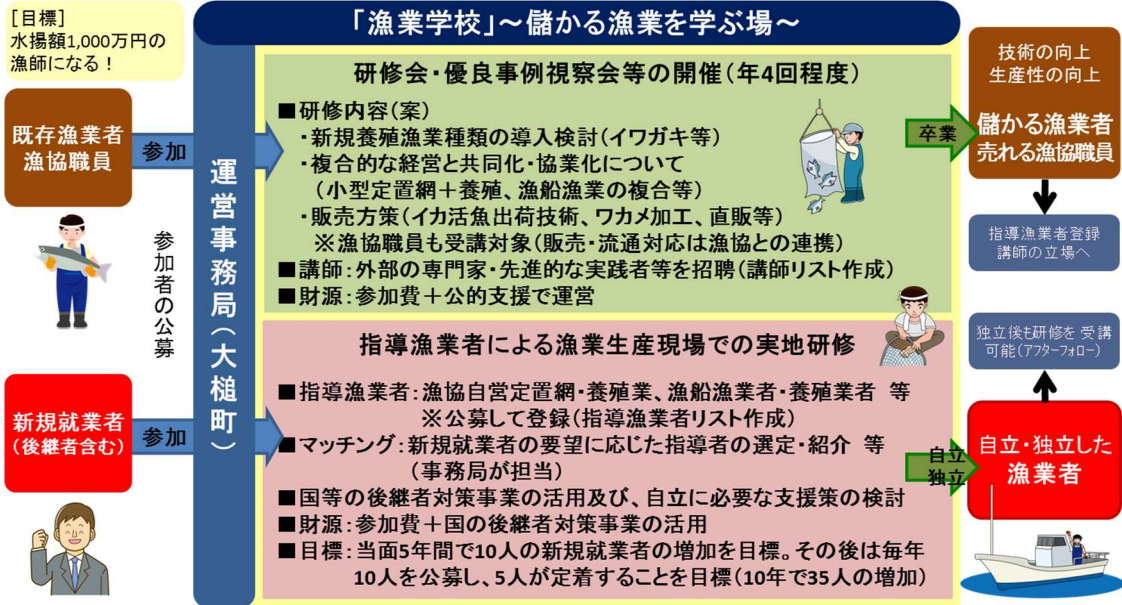 [目標]
水揚額1,000万円の
漁師になる！
「漁業学校」～儲かる漁業を学ぶ場～
既存漁業者
漁協職員
参加
参加者の公募
新規就業者
(後継者含む)
参加
運営事務局(大槌町)
研修会・優良事例視察会等の開催(年4回程度)
■研修内容(案)
・新規養殖漁業種類の導入検討(イワガキ等)
・複合的な経営と共同化・協業化について
(小型定置網＋養殖、漁船漁業の複合等)
・販売方策(イカ活魚出荷技術、ワカメ加工、直販等)
※漁協職員も受講対象(販売・流通対応は漁協との連携)
■講師：外部の専門家・先進的な実践者等を招聘(講師リスト作成)
■財源：参加費＋公的支援で運営
指導漁業者による漁業生産現場での実地研修
■指導漁業者：漁協自営定置網・養殖業、漁船漁業者・養殖業者 等
※公募して登録(指導漁業者リスト作成)
■マッチング：新規就業者の要望に応じた指導者の選定・紹介 等
(事務局が担当)
■国等の後継者対策事業の活用及び、自立に必要な支援策の検討
■財源：参加費＋国の後継者対策事業の活用
■目標：当面5年間で10人の新規就業者の増加を目標。その後は毎年
10人を公募し、5人が定着することを目標(10年で35人の増加)
卒業
技術の向上
生産性の向上
儲かる漁業者
売れる漁協職員
指導漁業者登録
講師の立場へ
独立後も研修を 受講
可能(アフターフォロー)
自立
独立
自立・独立した
漁業者